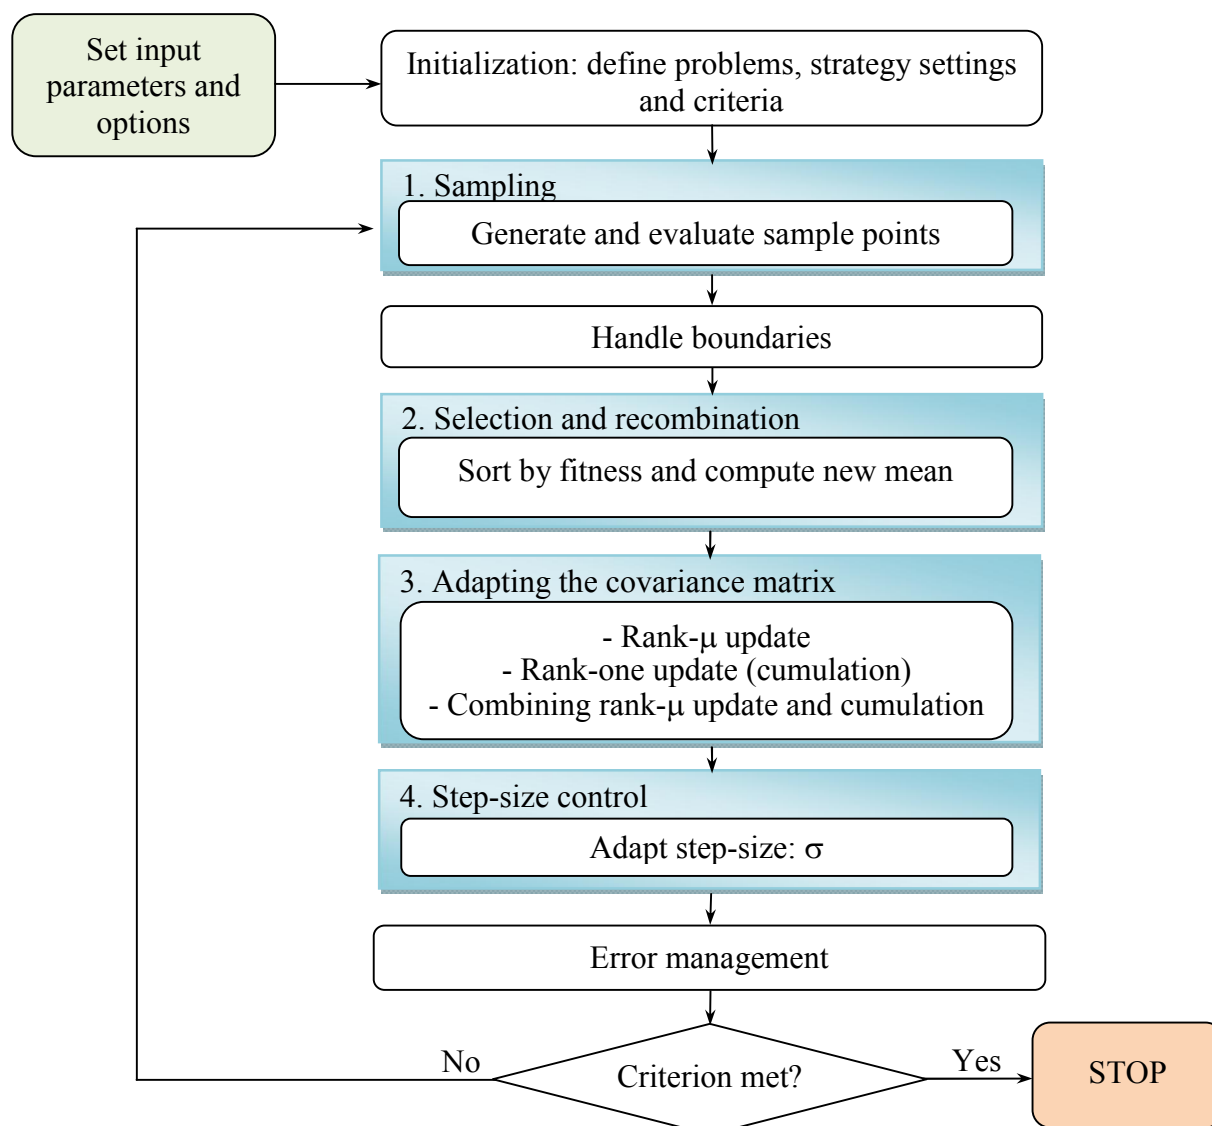 Set input
parameters and
options
Initialization: define problems, strategy settings
and criteria
1. Sampling
Generate and evaluate sample points
Handle boundaries
2. Selection and recombination
Sort by fitness and compute new mean
3. Adapting the covariance matrix
- Rank-μ update
- Rank-one update (cumulation)
- Combining rank-μ update and cumulation
4. Step-size control
Adapt step-size: σ
Error management
No
Criterion met?
Yes
STOP